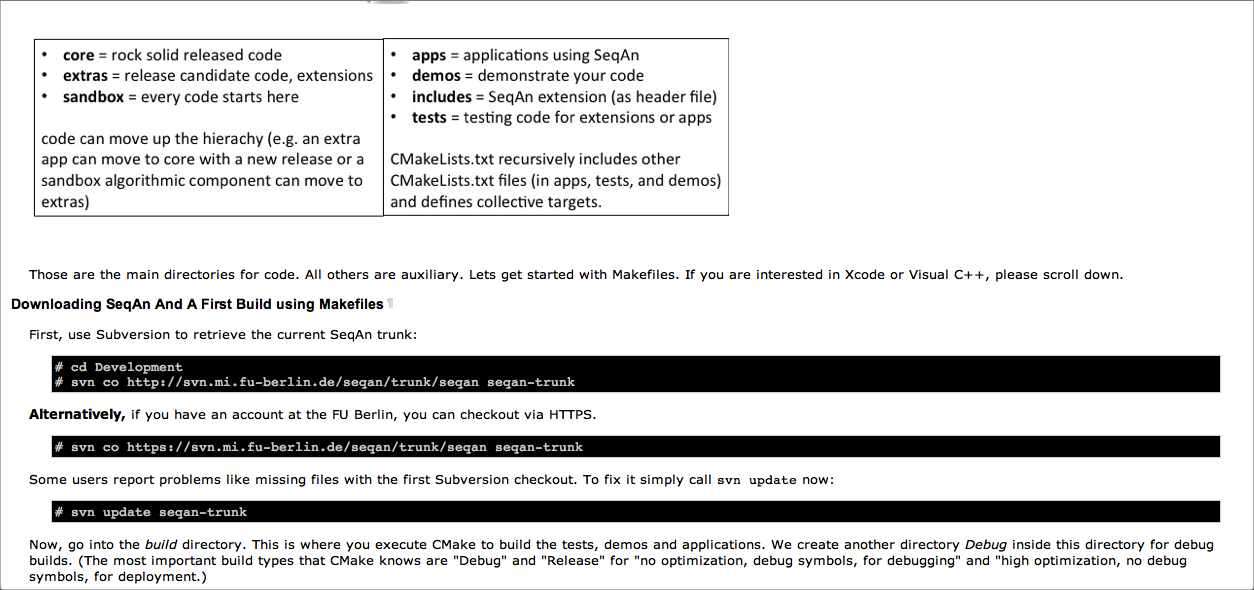 • core = rock solid released code
• extras = release candidate code, extensions
• sandbox = every code starts here
code can move up the hierachy (e.g. an extra
app can move to core with a new release or a
sandbox algorithmic component can move to
extras)
• apps = applications using SeqAn
• demos = demonstrate your code
• includes = SeqAn extension (as header file)
• tests = testing code for extensions or apps
CMakeLists.txt recursively includes other
CMakeLists.txt files (in apps, tests, and demos)
and defines collective targets.
Those are the main directories for code. All others are auxiliary. Lets get started with Makefiles. If you are interested in Xcode or Visual C++, please scroll down.
Downloading SeqAn And A First Build using Makefiles ¶
First, use Subversion to retrieve the current SeqAn trunk:
# cd Development
# svn co http://svn.mi.fu-berlin.de/seqan/trunk/seqan seqan-trunk
Alternatively, if you have an account at the FU Berlin, you can checkout via HTTPS.
# svn co https://svn.mi.fu-berlin.de/seqan/trunk/seqan seqan-trunk
Some users report problems like missing files with the first Subversion checkout. To fix it simply call svn update now:
# svn update seqan-trunk
Now, go into the build directory. This is where you execute CMake to build the tests, demos and applications. We create another directory Debug inside this directory for debug
builds. (The most important build types that CMake knows are "Debug" and "Release" for "no optimization, debug symbols, for debugging" and "high optimization, no debug
symbols, for deployment.)